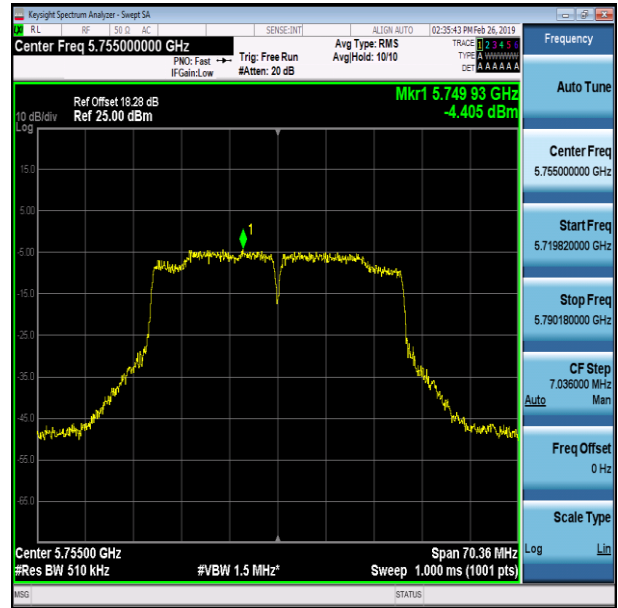 Keysight Spectrum Analyzer - Swept SA
LXI RL RF 50 Ω AC SENSE:INT ALIGN AUTO 02:35:43 PM Feb 26, 2019
Center Freq 5.755000000 GHz
PNO: Fast
IFGain:Low
Trig: Free Run
#Atten: 20 dB
Avg Type: RMS
Avg|Hold: 10/10
TRACE 1 2 3 4 5 6
TYPE A WWWWW
DET A A A A A A
Ref Offset 18.28 dB
Ref 25.00 dBm
10 dB/div
Log
Mkr1 5.749 93 GHz
-4.405 dBm
1
15.0
5.00
-5.00
-15.0
-25.0
-35.0
-45.0
-55.0
-65.0
Center 5.75500 GHz
Span 70.36 MHz
#Res BW 510 kHz
#VBW 1.5 MHz*
Sweep 1.000 ms (1001 pts)
MSG
STATUS
Frequency
Auto Tune
Center Freq
5.755000000 GHz
Start Freq
5.719820000 GHz
Stop Freq
5.790180000 GHz
CF Step
7.036000 MHz
Auto Man
Freq Offset
0 Hz
Scale Type
Log Lin